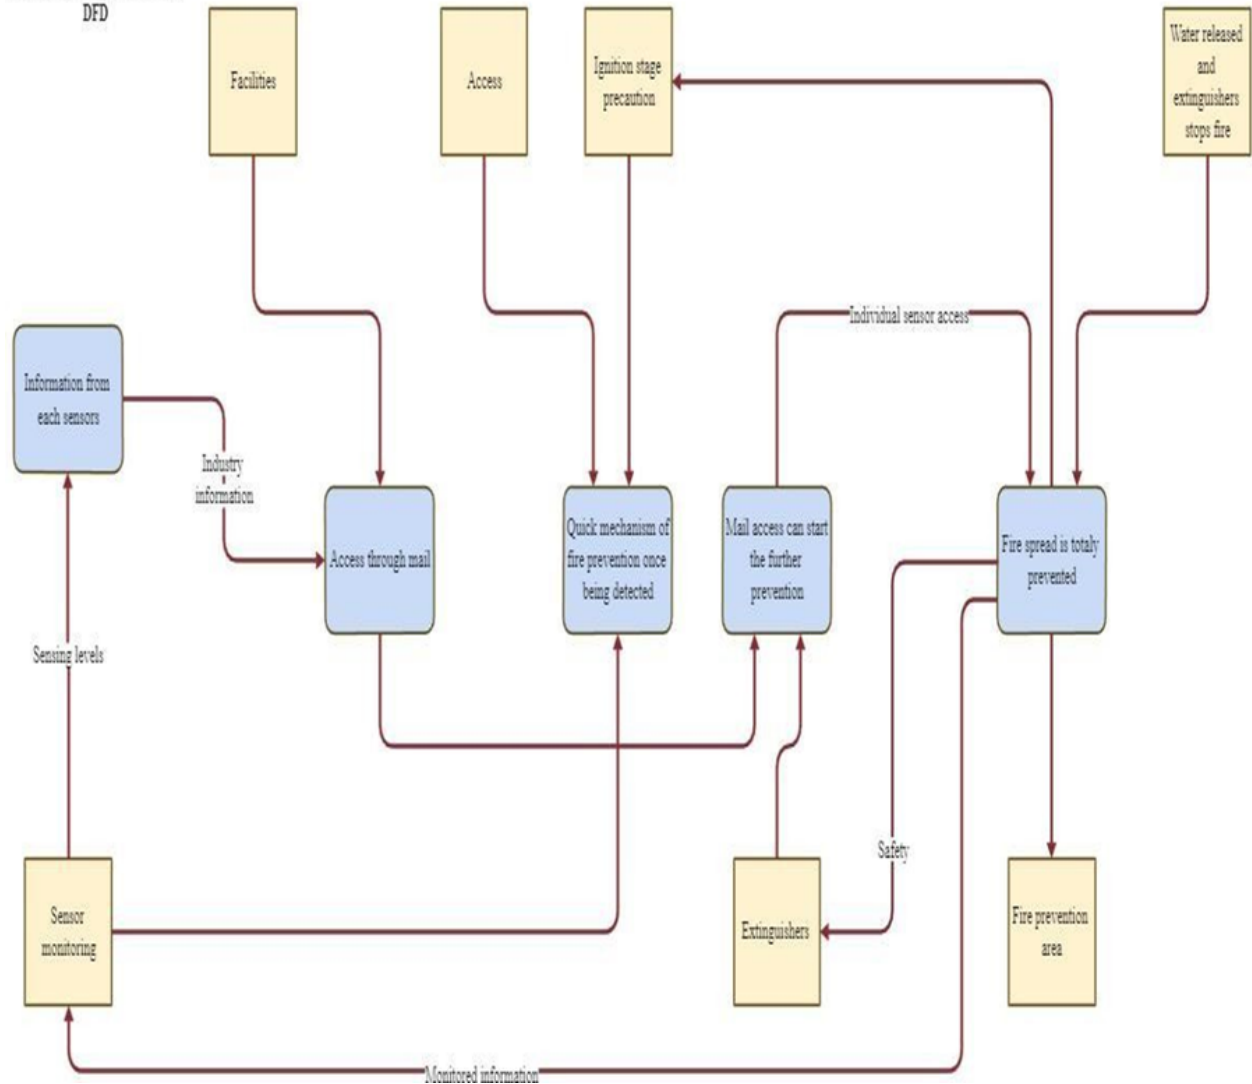 DFD
Facilities
Access
Ignition stage
precaution
Water released
and
extinguishers
stops fire
Individual sensor access
Information from
each sensors
Industry
information
Access through mail
Quick mechanism of
fire prevention once
being detected
Mail access can start
the further
prevention
Fire spread is totaly
prevented
Sensing levels
Safety
Sensor
monitoring
Extinguishers
Fire prevention
area
Monitored information